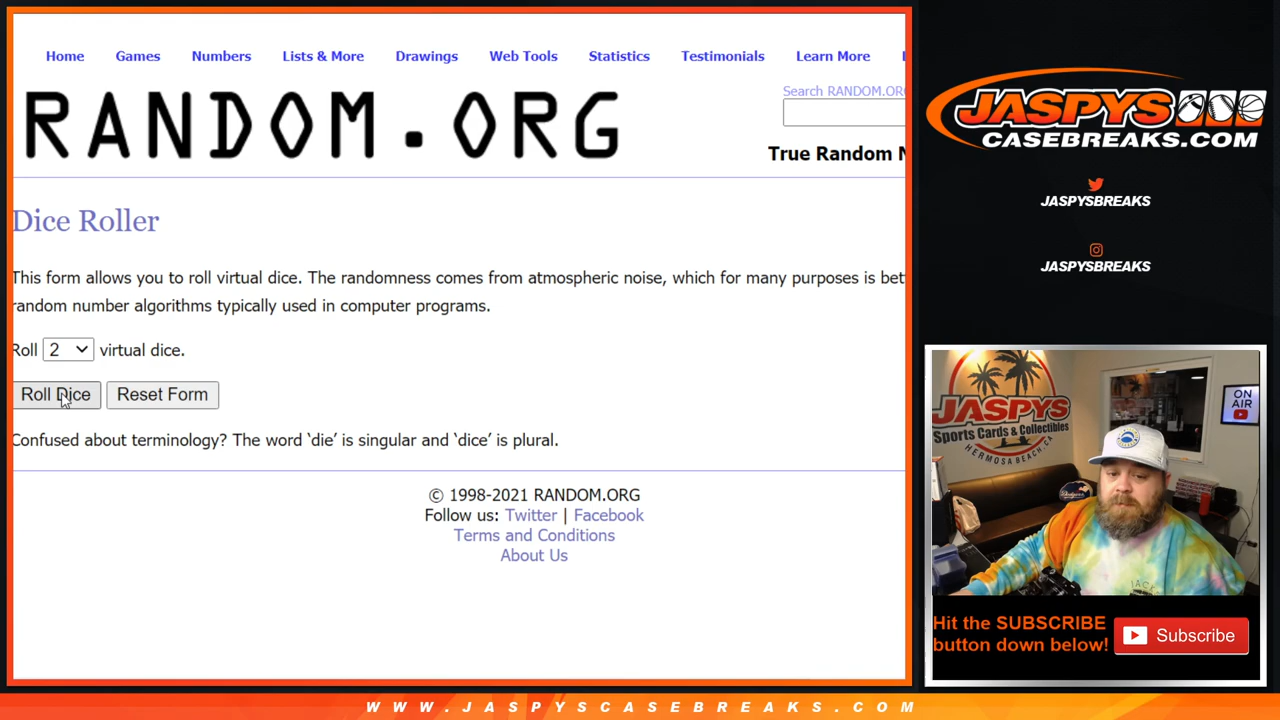 Home Games Numbers Lists & More Drawings Web Tools Statistics Testimonials Learn More
RANDOM.ORG
Search RANDOM.ORG
True Random N
Dice Roller
This form allows you to roll virtual dice. The randomness comes from atmospheric noise, which for many purposes is bet
random number algorithms typically used in computer programs.
Roll 2 virtual dice.
Roll Dice Reset Form
Confused about terminology? The word ‘die’ is singular and ‘dice’ is plural.
© 1998-2021 RANDOM.ORG
Follow us: Twitter | Facebook
Terms and Conditions
About Us
JASPYS
CASEBREAKS.COM
JASPYSBREAKS
JASPYSBREAKS
JASPYS
Sports Cards & Collectibles
HERMOSA BEACH, CA
ON
AIR
Hit the SUBSCRIBE
button down below!
Subscribe
WWW.JASPYSCASEBREAKS.COM